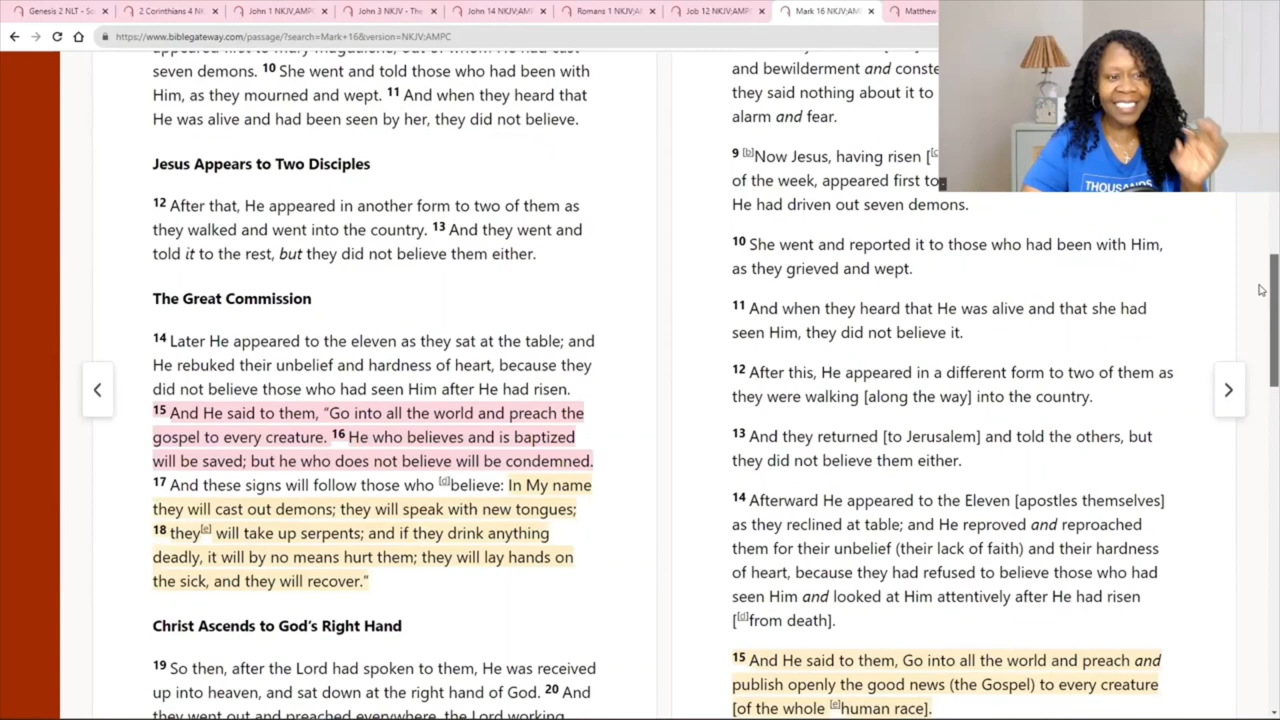 Genesis 2 NLT - S
2 Corinthians 4 NK
John 1 NKJV;AMPC
John 3 NKJV - The
John 14 NKJV;AMP
Romans 1 NKJV;A
Job 12 NKJV;AMPC
Mark 16 NKJV;AM
Matthew
https://www.biblegateway.com/passage/?search=Mark+16&version=NKJV;AMPC
seven demons. 10 She went and told those who had been with
Him, as they mourned and wept. 11 And when they heard that
He was alive and had been seen by her, they did not believe.
Jesus Appears to Two Disciples
12 After that, He appeared in another form to two of them as
they walked and went into the country. 13 And they went and
told it to the rest, but they did not believe them either.
The Great Commission
14 Later He appeared to the eleven as they sat at the table; and
He rebuked their unbelief and hardness of heart, because they
did not believe those who had seen Him after He had risen.
15 And He said to them, “Go into all the world and preach the
gospel to every creature. 16 He who believes and is baptized
will be saved; but he who does not believe will be condemned.
17 And these signs will follow those who [d]believe: In My name
they will cast out demons; they will speak with new tongues;
18 they[e] will take up serpents; and if they drink anything
deadly, it will by no means hurt them; they will lay hands on
the sick, and they will recover.”
Christ Ascends to God’s Right Hand
19 So then, after the Lord had spoken to them, He was received
up into heaven, and sat down at the right hand of God. 20 And
they went out and preached everywhere, the Lord working
and bewilderment and conste
they said nothing about it to
alarm and fear.
9 [b]Now Jesus, having risen [c
of the week, appeared first to
He had driven out seven demons.
10 She went and reported it to those who had been with Him,
as they grieved and wept.
11 And when they heard that He was alive and that she had
seen Him, they did not believe it.
12 After this, He appeared in a different form to two of them as
they were walking [along the way] into the country.
13 And they returned [to Jerusalem] and told the others, but
they did not believe them either.
14 Afterward He appeared to the Eleven [apostles themselves]
as they reclined at table; and He reproved and reproached
them for their unbelief (their lack of faith) and their hardness
of heart, because they had refused to believe those who had
seen Him and looked at Him attentively after He had risen
[[d]from death].
15 And He said to them, Go into all the world and preach and
publish openly the good news (the Gospel) to every creature
[of the whole [e]human race].
THOUSANDS